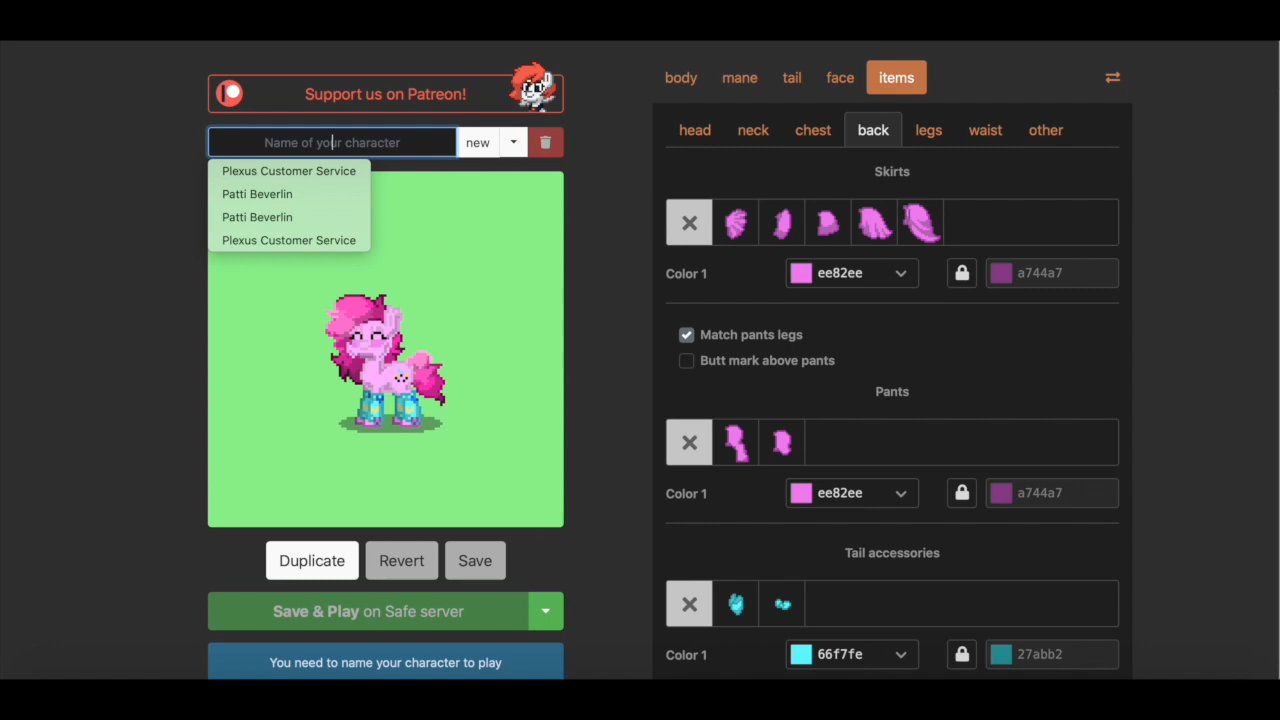 Support us on Patreon!
Name of your character
new
Plexus Customer Service
Patti Beverlin
Patti Beverlin
Plexus Customer Service
Duplicate
Revert
Save
Save & Play on Safe server
You need to name your character to play
body
mane
tail
face
items
head
neck
chest
back
legs
waist
other
Skirts
Color 1
ee82ee
a744a7
Match pants legs
Butt mark above pants
Pants
Color 1
ee82ee
a744a7
Tail accessories
Color 1
66f7fe
27abb2